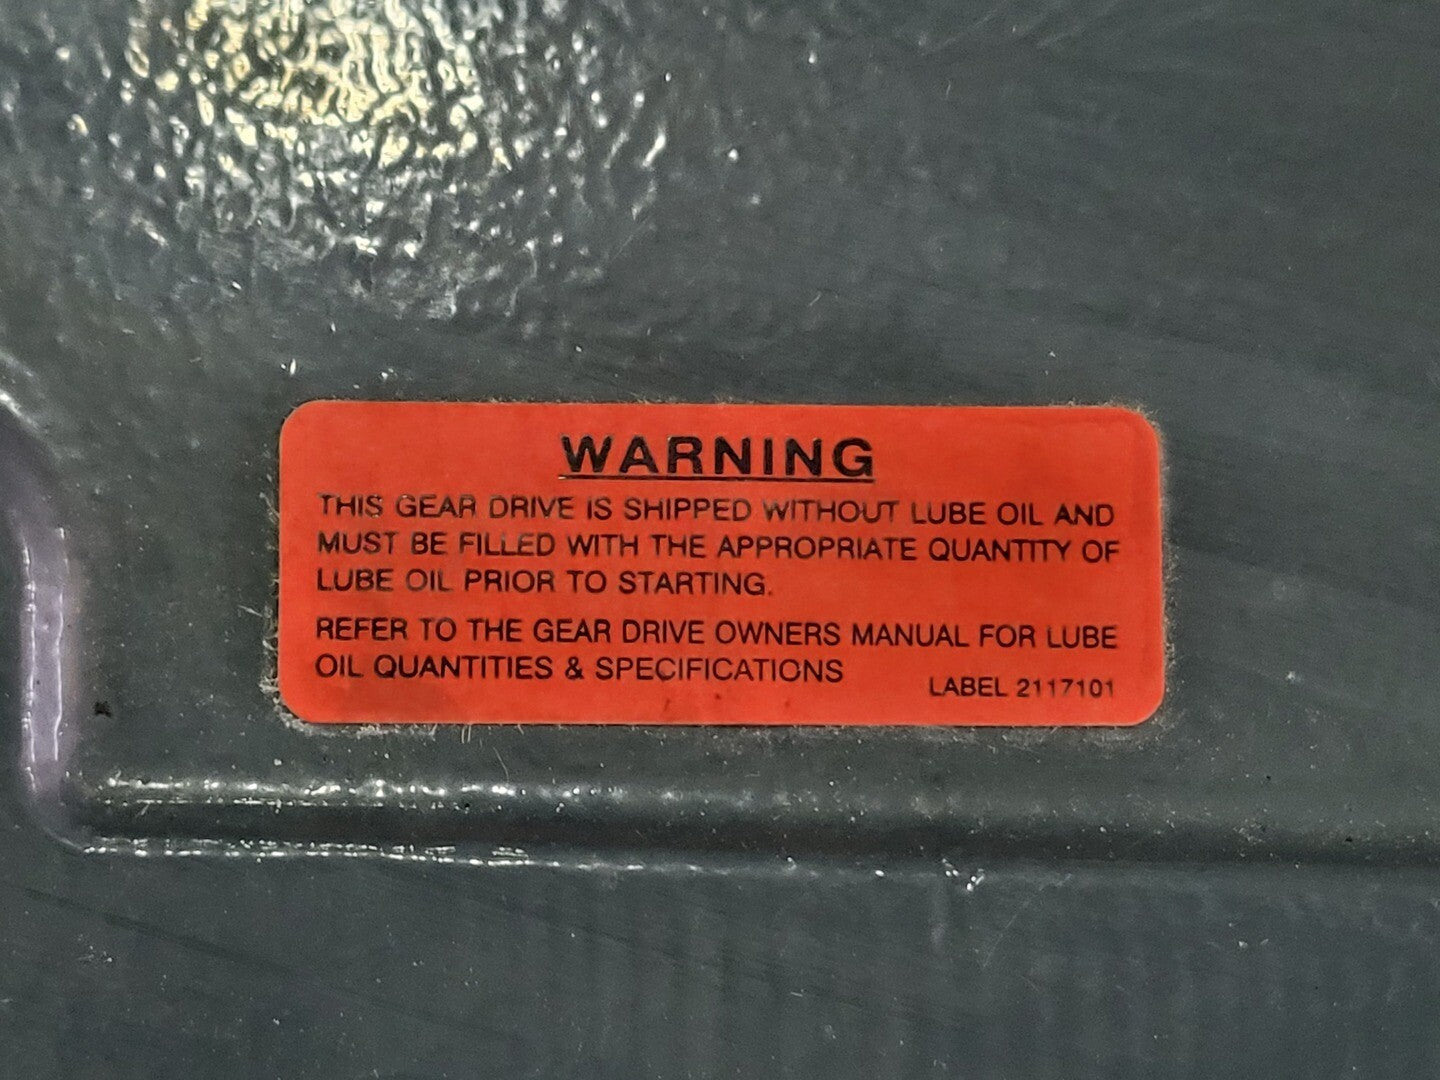 WARNING
THIS GEAR DRIVE IS SHIPPED WITHOUT LUBE OIL AND
MUST BE FILLED WITH THE APPROPRIATE QUANTITY OF
LUBE OIL PRIOR TO STARTING.
REFER TO THE GEAR DRIVE OWNERS MANUAL FOR LUBE
OIL QUANTITIES & SPECIFICATIONS
LABEL 2117101